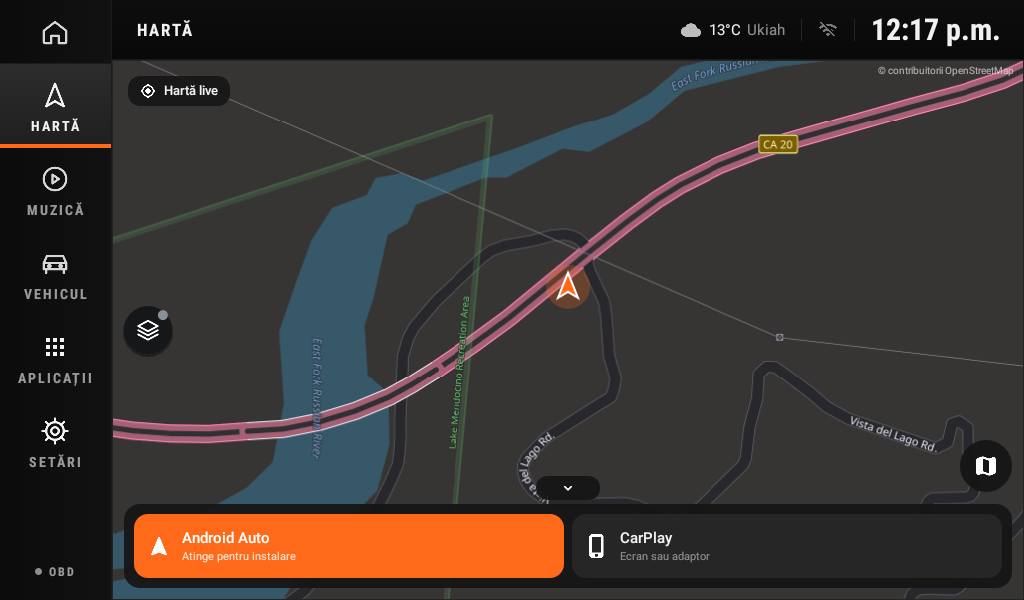 HARTĂ
13°C Ukiah
12:17 p.m.
HARTĂ
MUZICĂ
VEHICUL
APLICAȚII
SETĂRI
OBD
Hartă live
© contribuitorii OpenStreetMap
East Fork Russian
CA 20
Lake Mendocino Recreation Area
East Fork Russian River
Vista del Lago Rd.
Vista del Lago Rd.
Android Auto
Atinge pentru instalare
CarPlay
Ecran sau adaptor